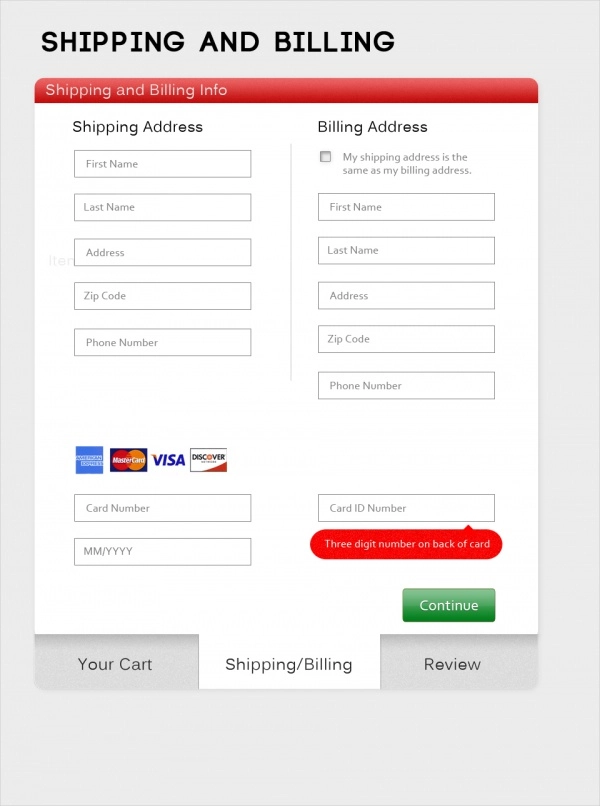 SHIPPING AND BILLING
Shipping and Billing Info
Shipping Address
First Name
Last Name
Address
Zip Code
Phone Number
Billing Address
My shipping address is the
same as my billing address.
First Name
Last Name
Address
Zip Code
Phone Number
AMERICAN
EXPRESS
MasterCard
VISA
DISCOVER
Card Number
MM/YYYY
Card ID Number
Three digit number on back of card
Continue
Your Cart
Shipping/Billing
Review